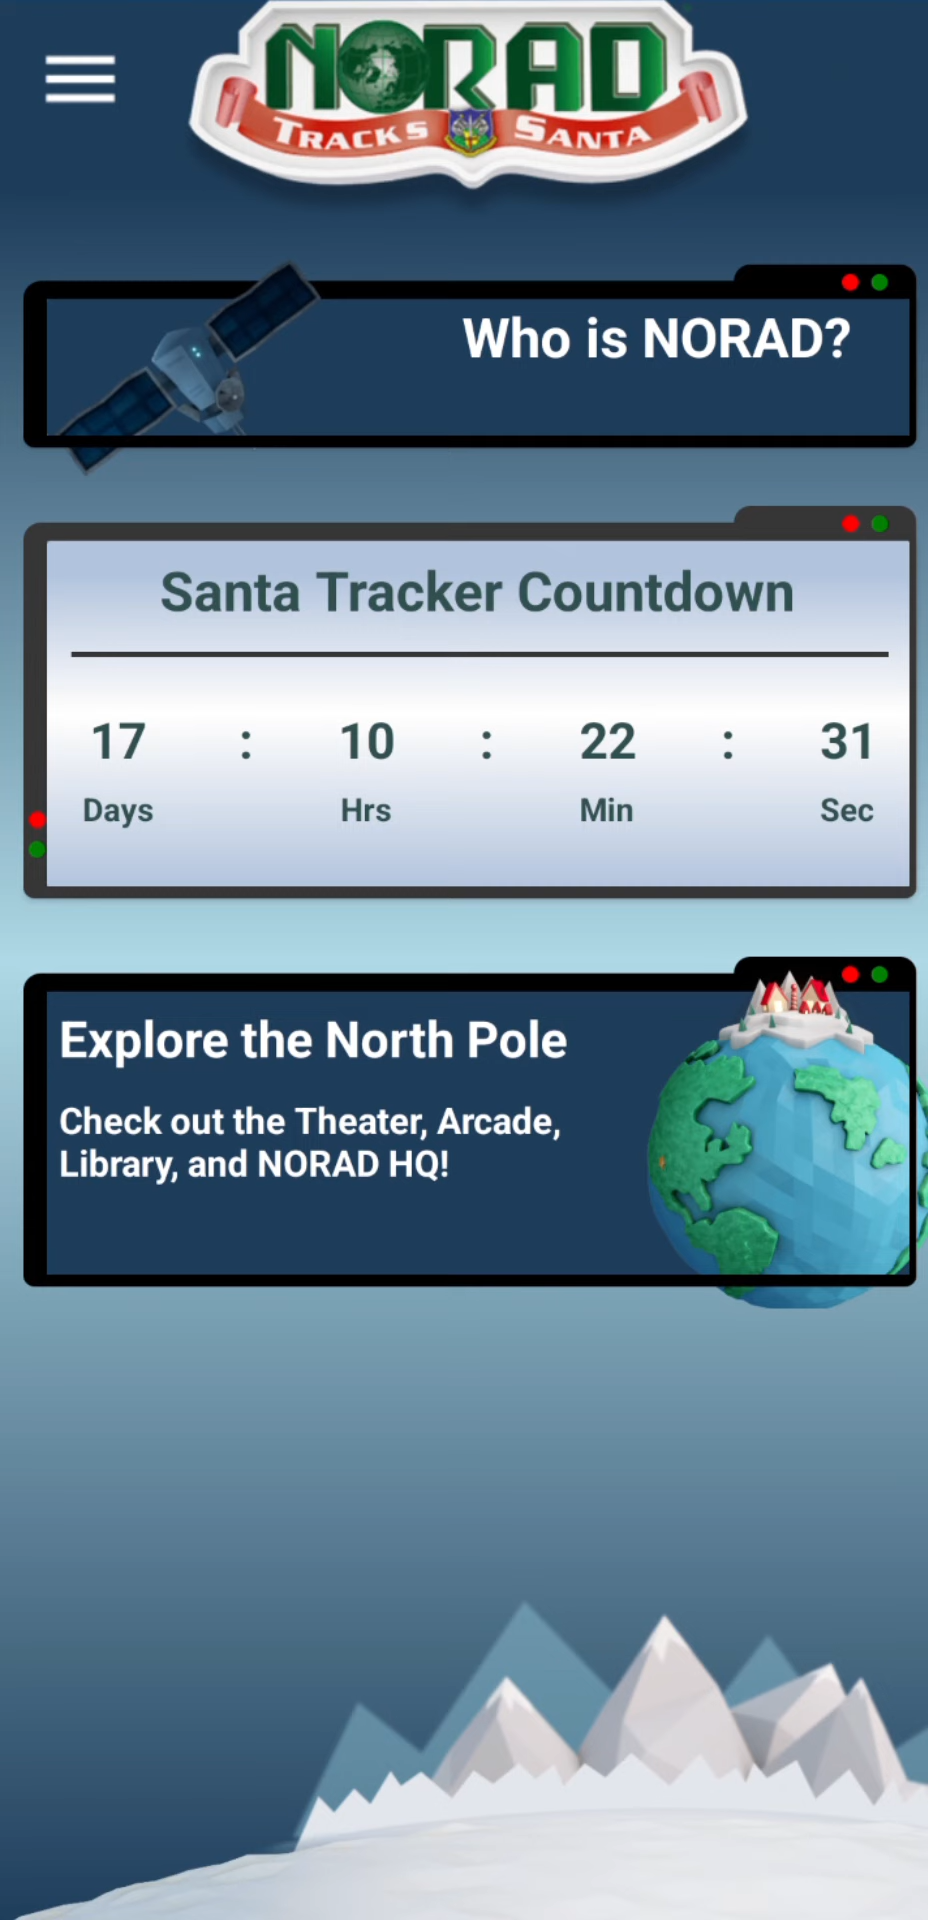 NORAD
TRACKS SANTA
Who is NORAD?
Santa Tracker Countdown
17 : 10 : 22 : 31
Days Hrs Min Sec
Explore the North Pole
Check out the Theater, Arcade,
Library, and NORAD HQ!